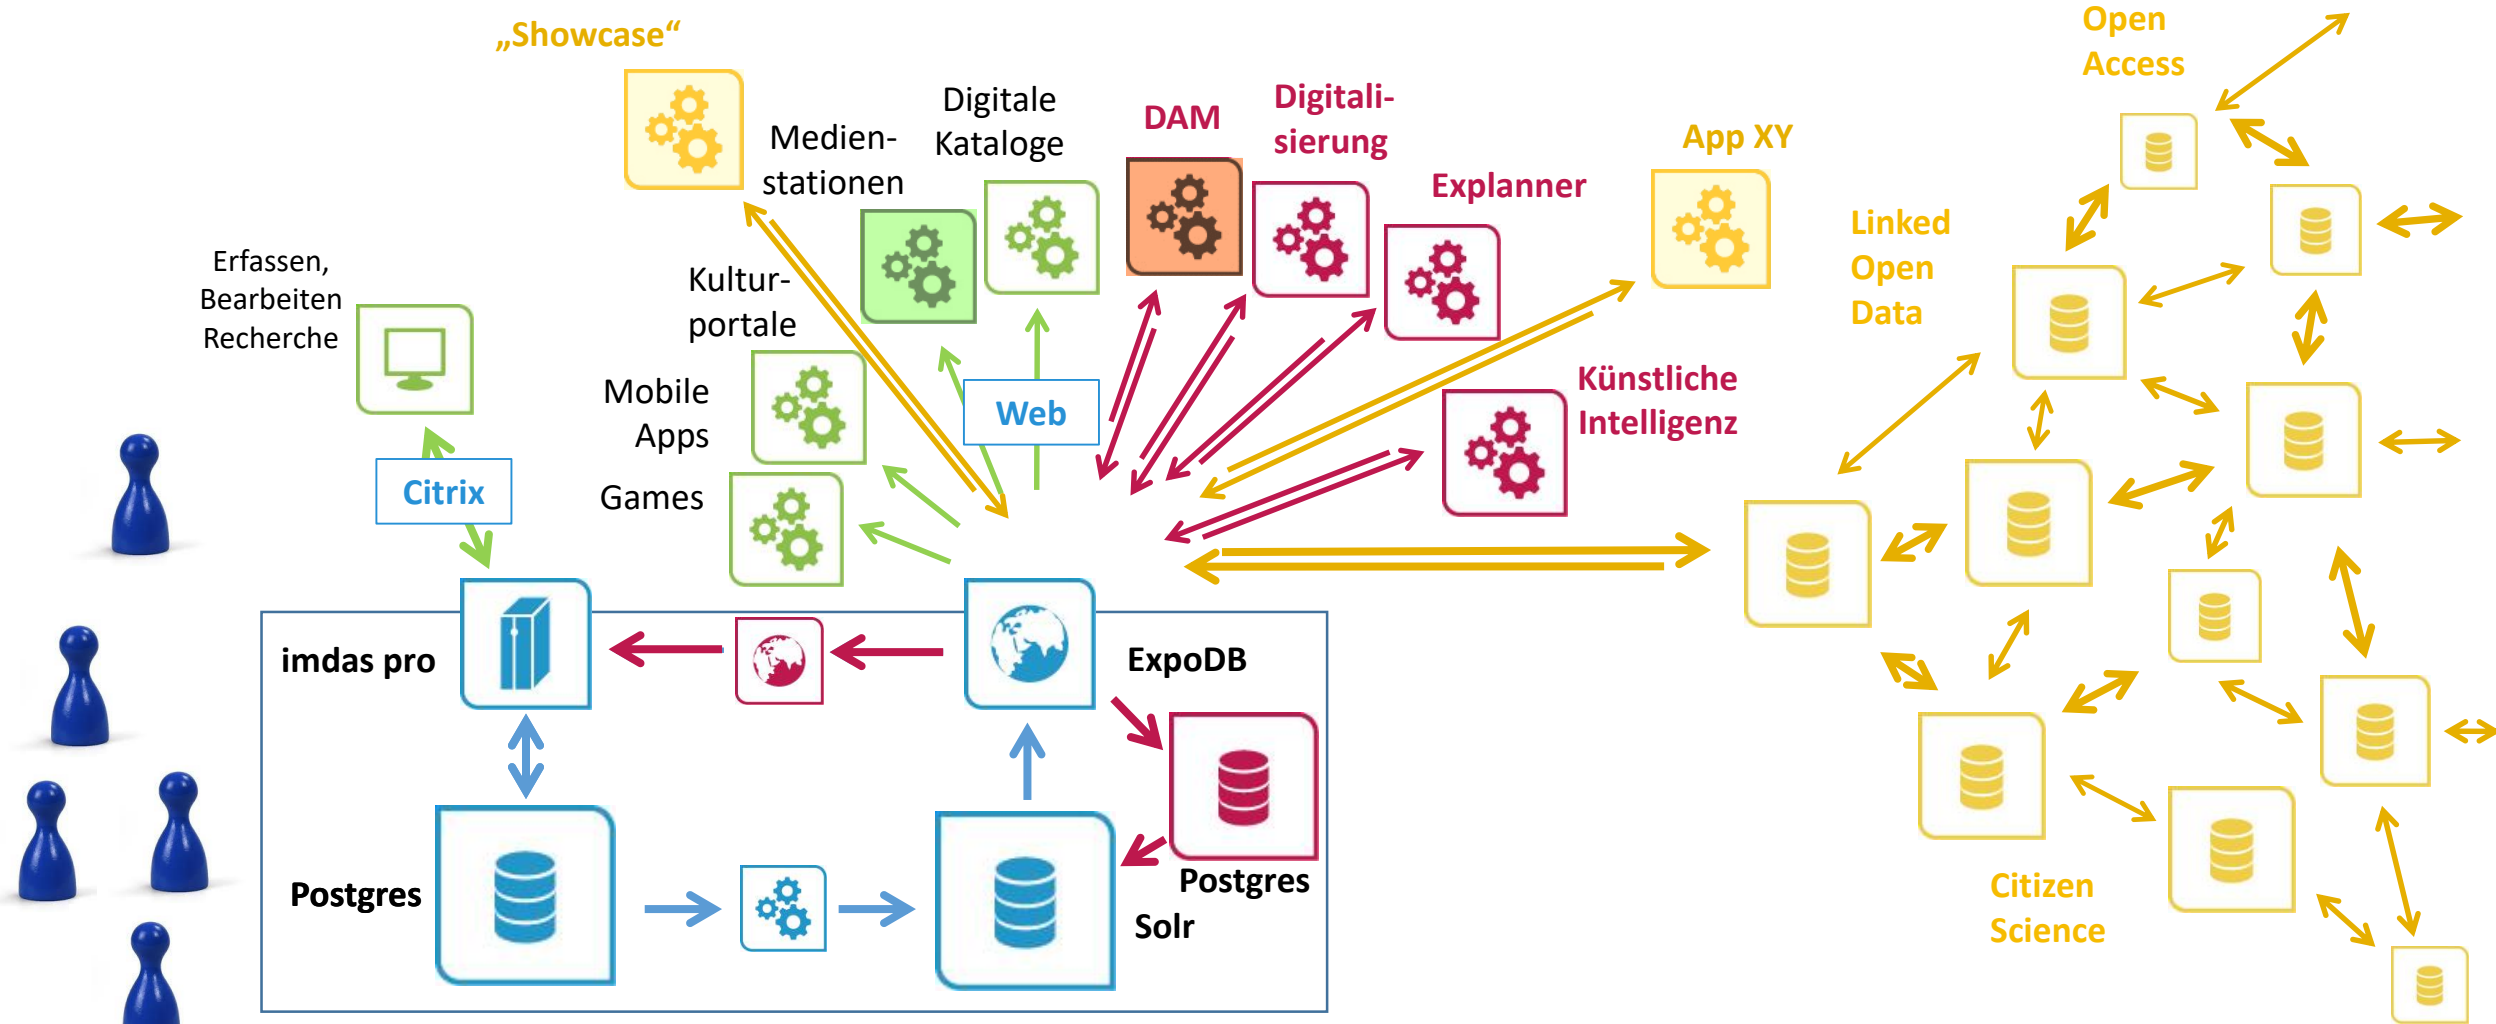 „Showcase“
Open
Access
Digitale
Kataloge
DAM
Digitali-
sierung
App XY
Medien-
stationen
Explanner
Linked
Open
Data
Erfassen,
Bearbeiten
Recherche
Kultur-
portale
Mobile
Apps
Web
Künstliche
Intelligenz
Games
Citrix
imdas pro
ExpoDB
Postgres
Postgres
Solr
Citizen
Science